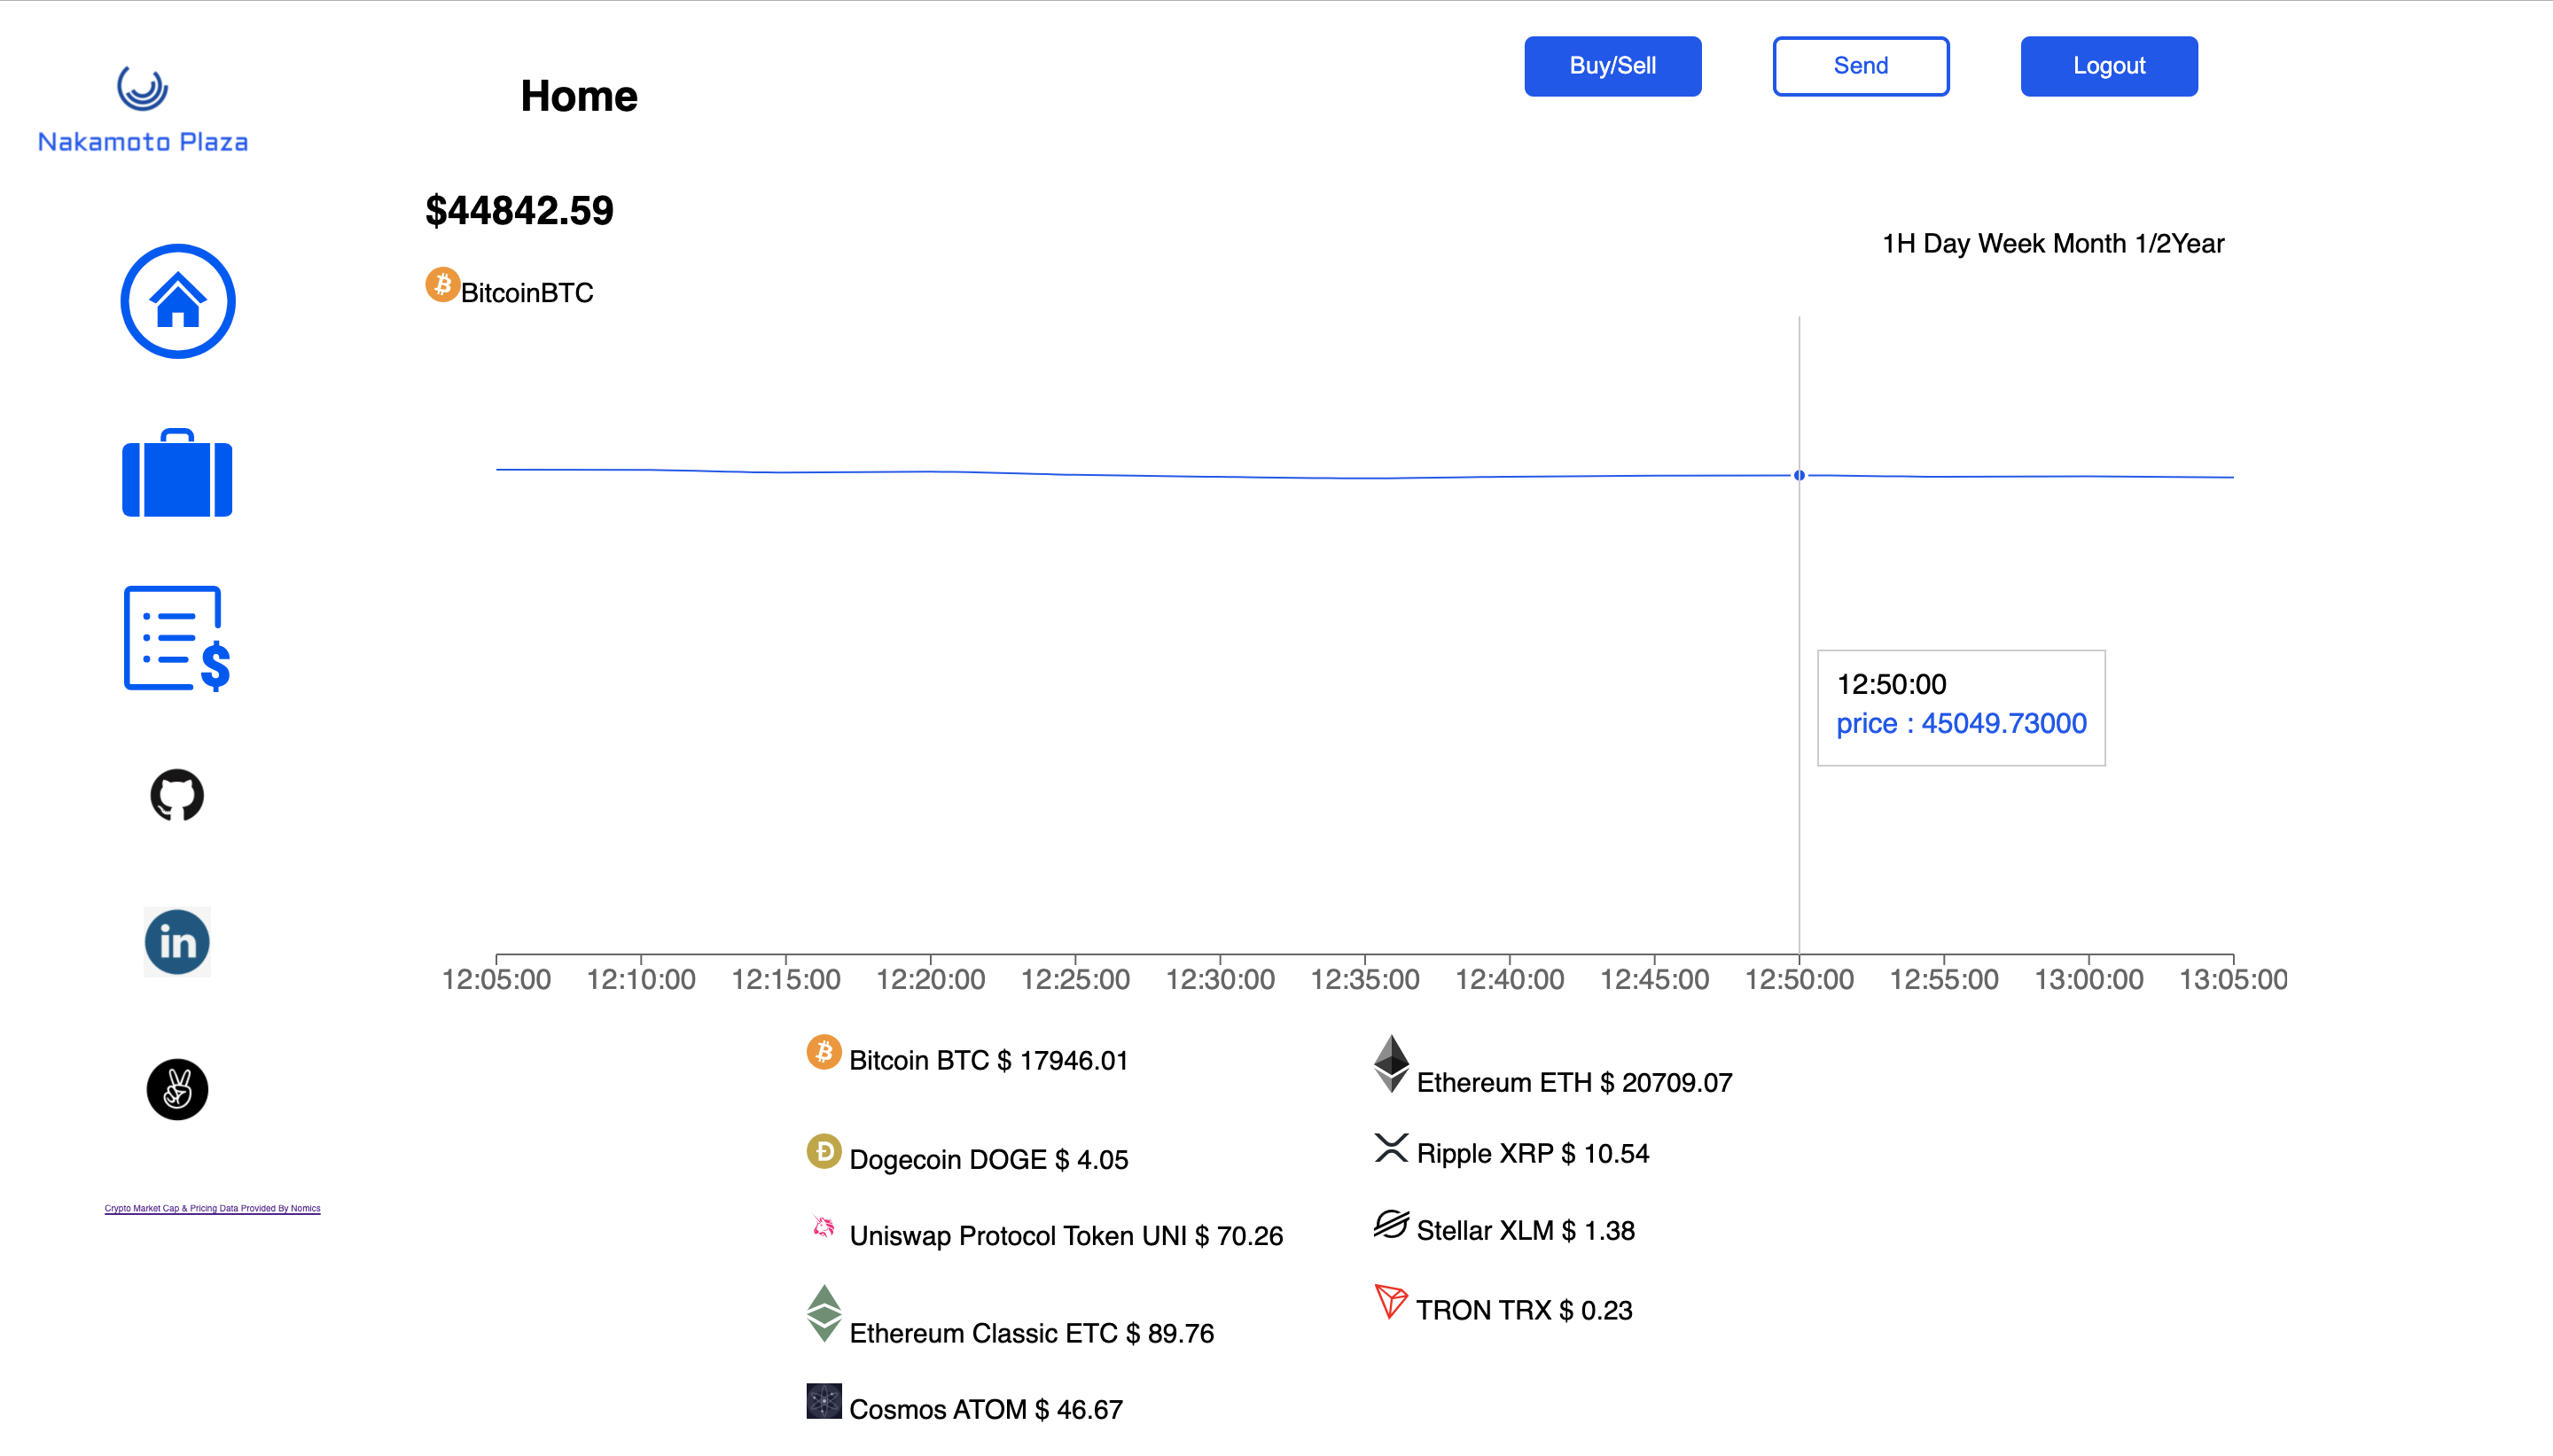 Nakamoto Plaza
Home
Buy/Sell
Send
Logout
$44842.59
1H Day Week Month 1/2Year
BitcoinBTC
12:50:00
price : 45049.73000
12:05:00 12:10:00 12:15:00 12:20:00 12:25:00 12:30:00 12:35:00 12:40:00 12:45:00 12:50:00 12:55:00 13:00:00 13:05:00
in
Bitcoin BTC $ 17946.01
Ethereum ETH $ 20709.07
Dogecoin DOGE $ 4.05
Ripple XRP $ 10.54
Uniswap Protocol Token UNI $ 70.26
Stellar XLM $ 1.38
Ethereum Classic ETC $ 89.76
TRON TRX $ 0.23
Cosmos ATOM $ 46.67
Crypto Market Cap & Pricing Data Provided By Nomics